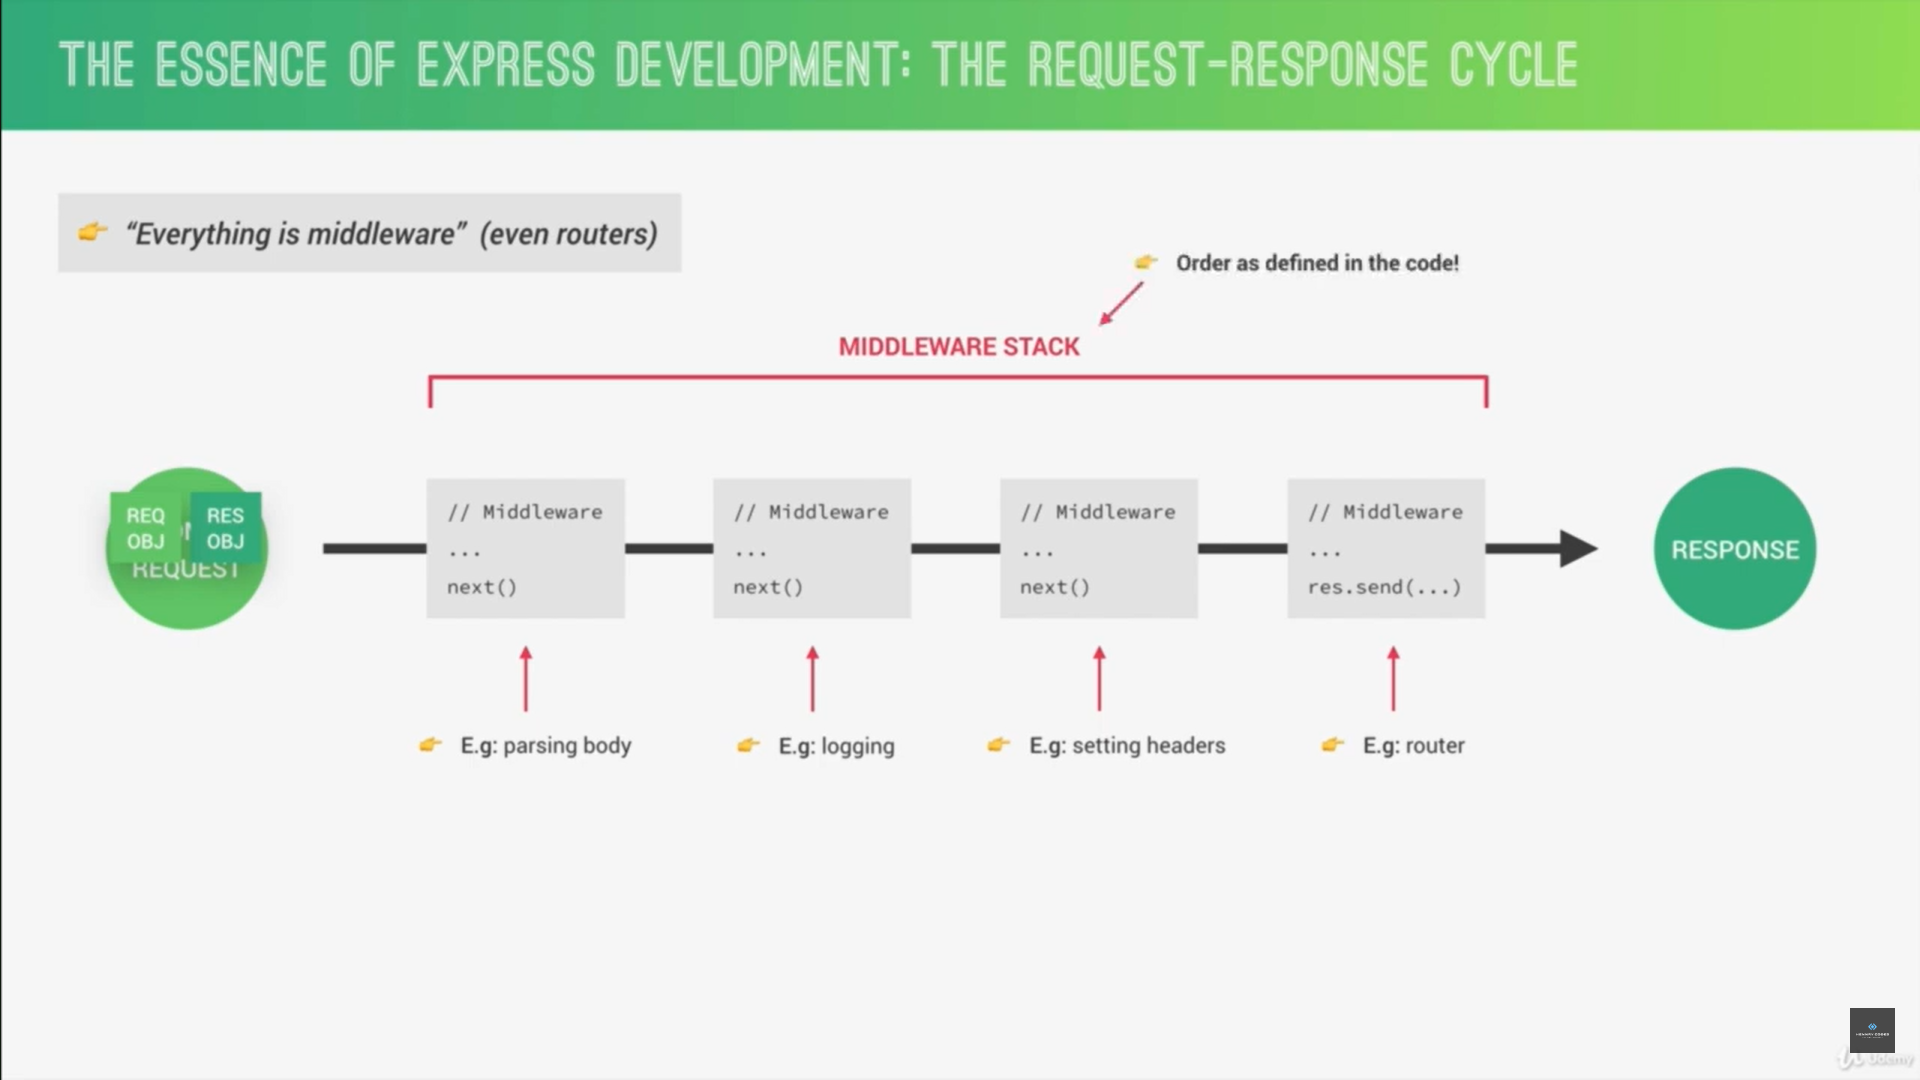 THE ESSENCE OF EXPRESS DEVELOPMENT: THE REQUEST-RESPONSE CYCLE
👉 “Everything is middleware” (even routers)
👉 Order as defined in the code!
MIDDLEWARE STACK
REQ OBJ
RES OBJ
REQUEST
// Middleware
...
next()
// Middleware
...
next()
// Middleware
...
next()
// Middleware
...
res.send(...)
RESPONSE
👉 E.g: parsing body
👉 E.g: logging
👉 E.g: setting headers
👉 E.g: router
Udemy